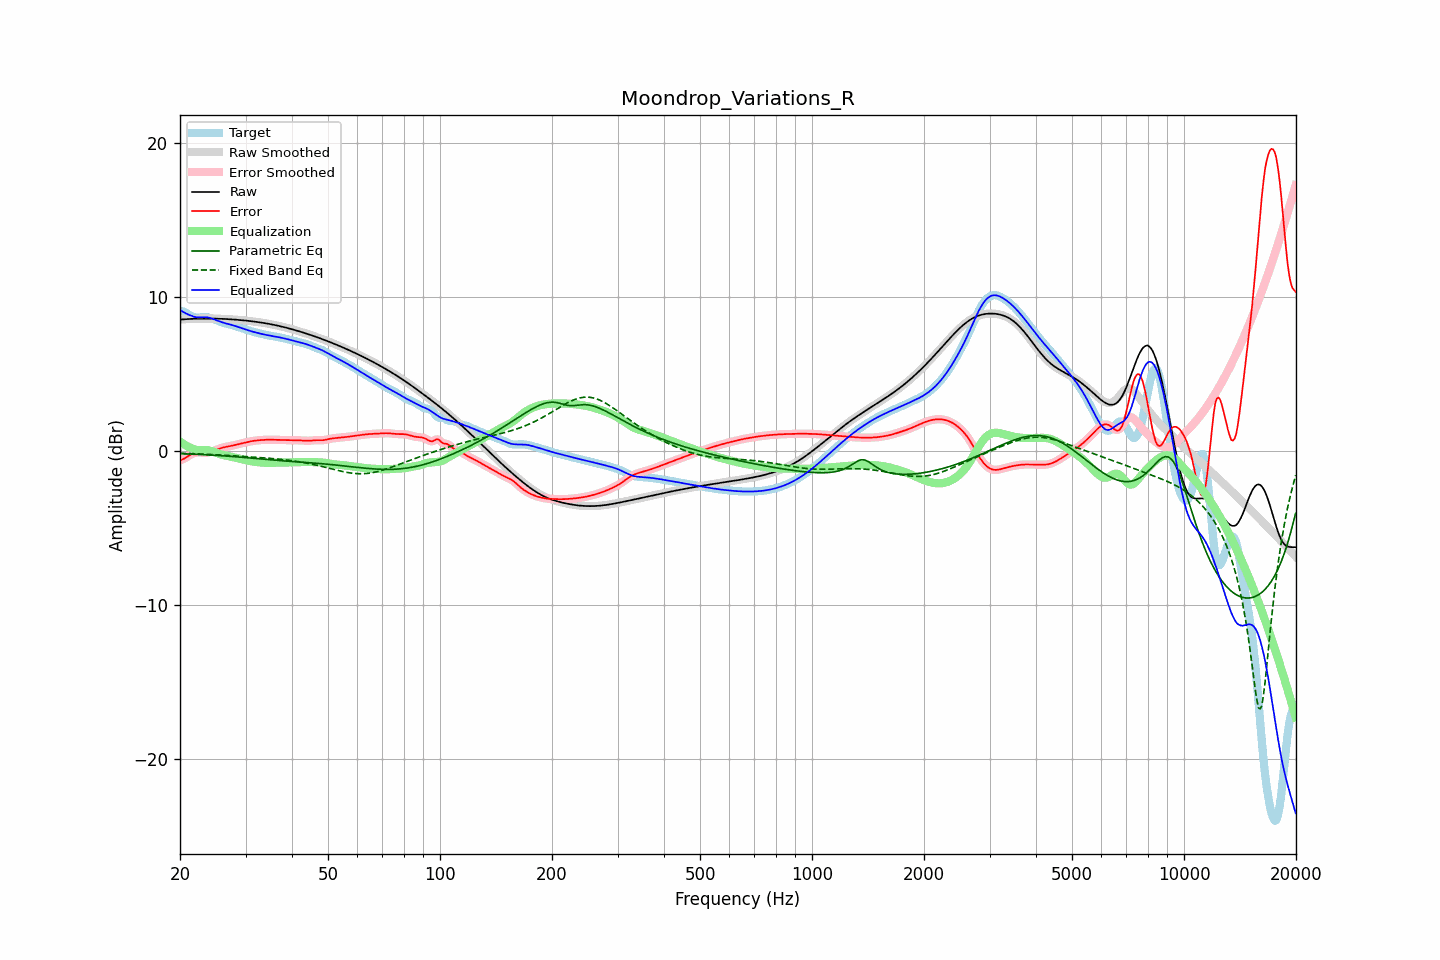 Moondrop_Variations_R
Target
Raw Smoothed
Error Smoothed
Raw
Error
Equalization
Parametric Eq
Fixed Band Eq
Equalized
20
10
0
−10
−20
Amplitude (dBr)
20 50 100 200 500 1000 2000 5000 10000 20000
Frequency (Hz)